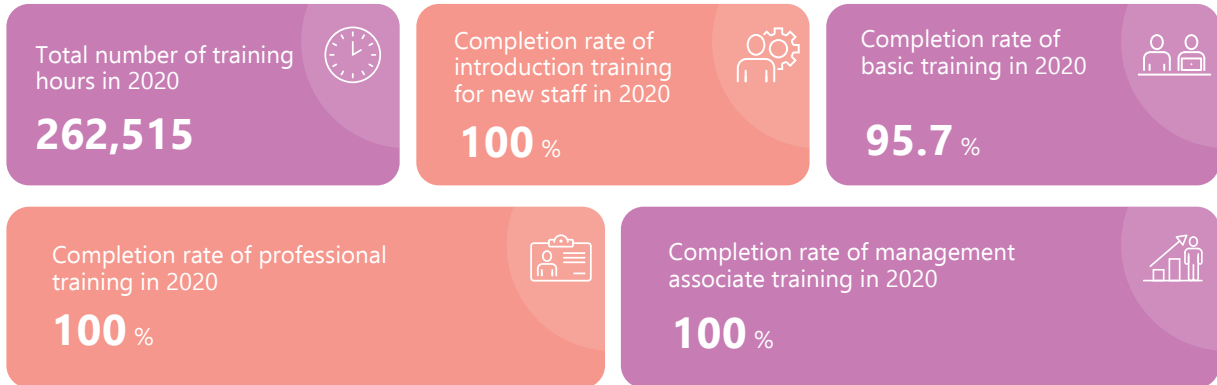 Total number of training
hours in 2020
262,515
Completion rate of
introduction training
for new staff in 2020
100 %
Completion rate of
basic training in 2020
95.7 %
Completion rate of professional
training in 2020
100 %
Completion rate of management
associate training in 2020
100 %